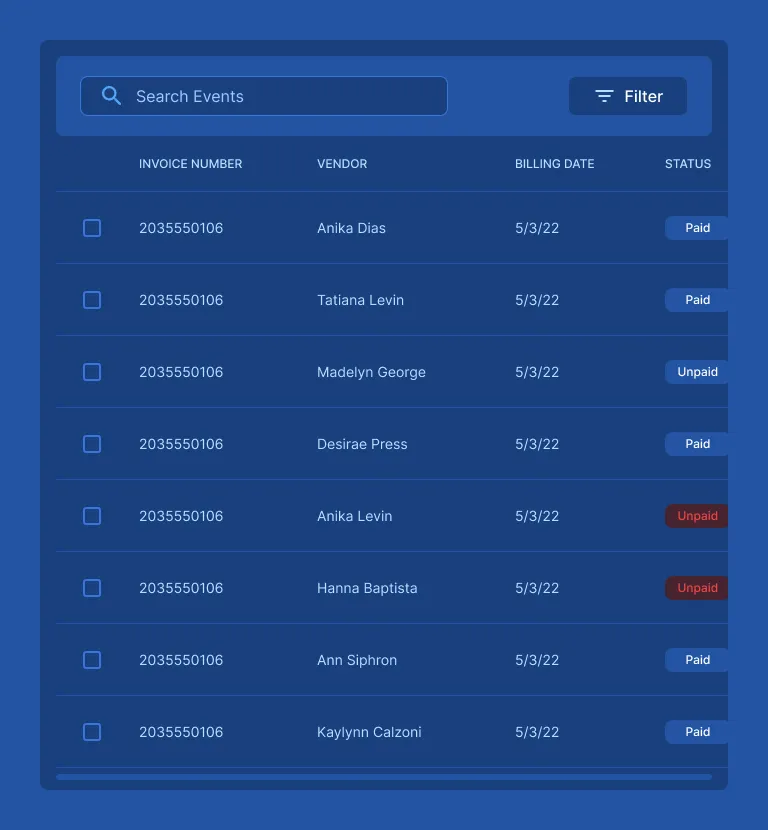 Search Events
Filter
INVOICE NUMBER VENDOR BILLING DATE STATUS
2035550106 Anika Dias 5/3/22 Paid
2035550106 Tatiana Levin 5/3/22 Paid
2035550106 Madelyn George 5/3/22 Unpaid
2035550106 Desirae Press 5/3/22 Paid
2035550106 Anika Levin 5/3/22 Unpaid
2035550106 Hanna Baptista 5/3/22 Unpaid
2035550106 Ann Siphron 5/3/22 Paid
2035550106 Kaylynn Calzoni 5/3/22 Paid